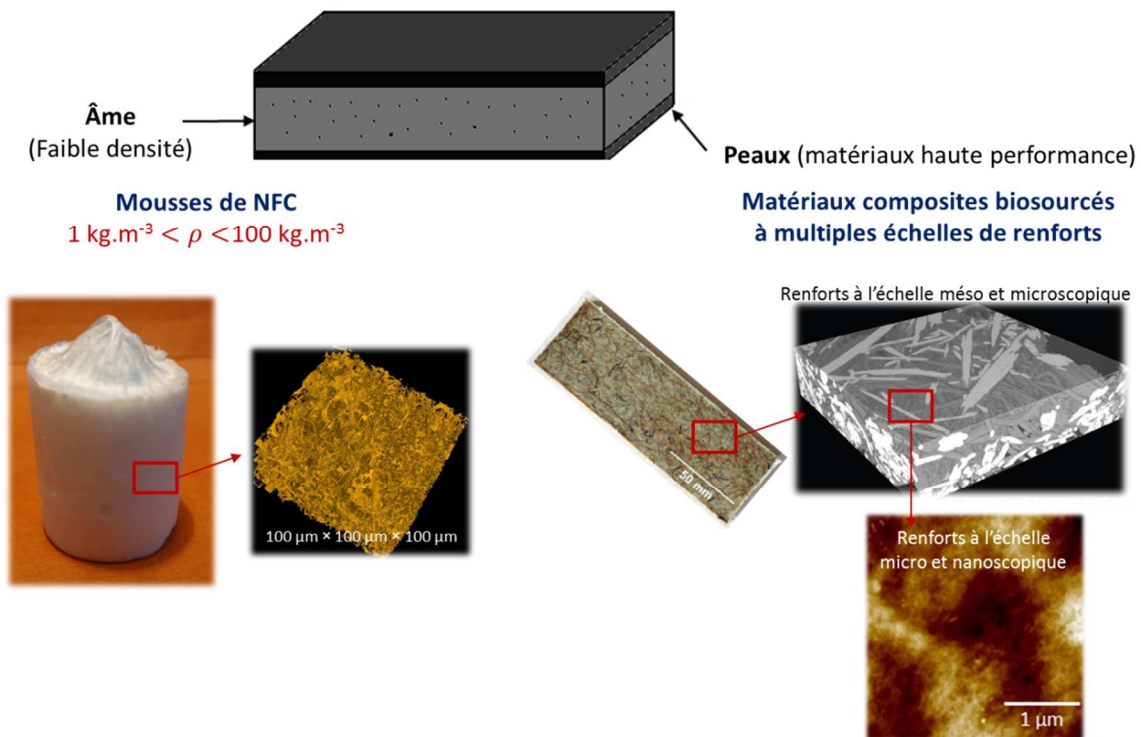 Âme
(Faible densité)
Peaux (matériaux haute performance)
Mousses de NFC
1 kg.m⁻³ < ρ <100 kg.m⁻³
Matériaux composites biosourcés
à multiples échelles de renforts
Renforts à l’échelle méso et microscopique
50 mm
100 µm × 100 µm × 100 µm
Renforts à l’échelle
micro et nanoscopique
1 µm